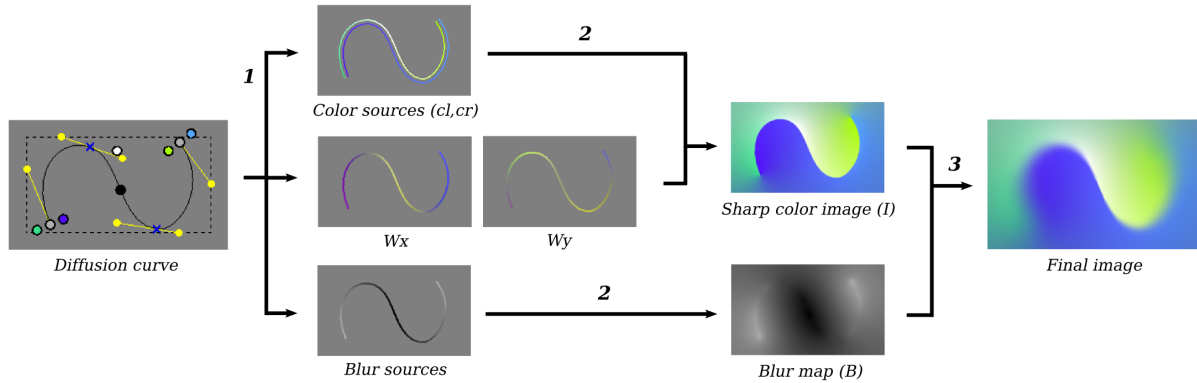 2
1
Color sources (cl,cr)
3
Sharp color image (I)
Wx
Wy
Diffusion curve
Final image
2
Blur sources
Blur map (B)